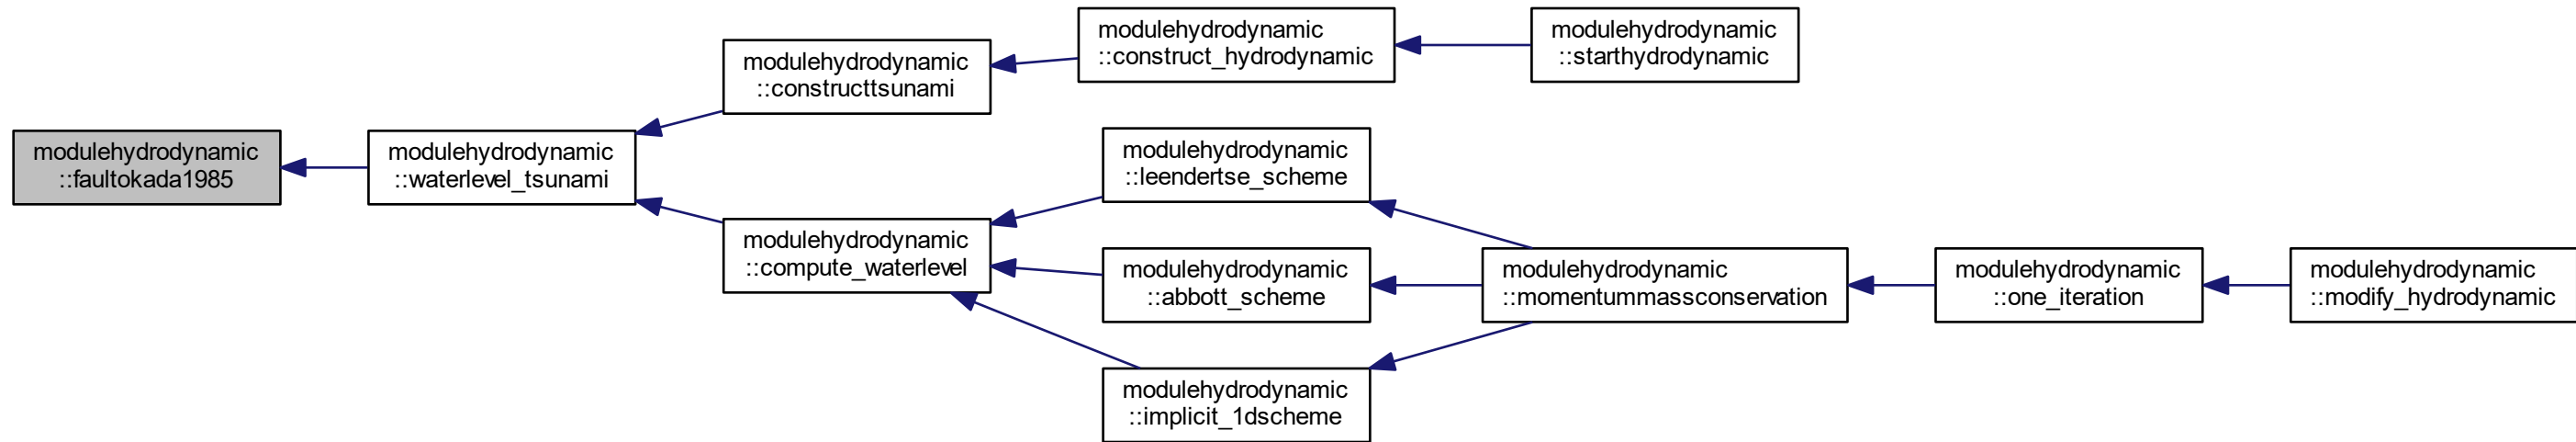 modulehydrodynamic
::faultokada1985
modulehydrodynamic
::waterlevel_tsunami
modulehydrodynamic
::constructtsunami
modulehydrodynamic
::construct_hydrodynamic
modulehydrodynamic
::starthydrodynamic
modulehydrodynamic
::compute_waterlevel
modulehydrodynamic
::leendertse_scheme
modulehydrodynamic
::abbott_scheme
modulehydrodynamic
::implicit_1dscheme
modulehydrodynamic
::momentummassconservation
modulehydrodynamic
::one_iteration
modulehydrodynamic
::modify_hydrodynamic